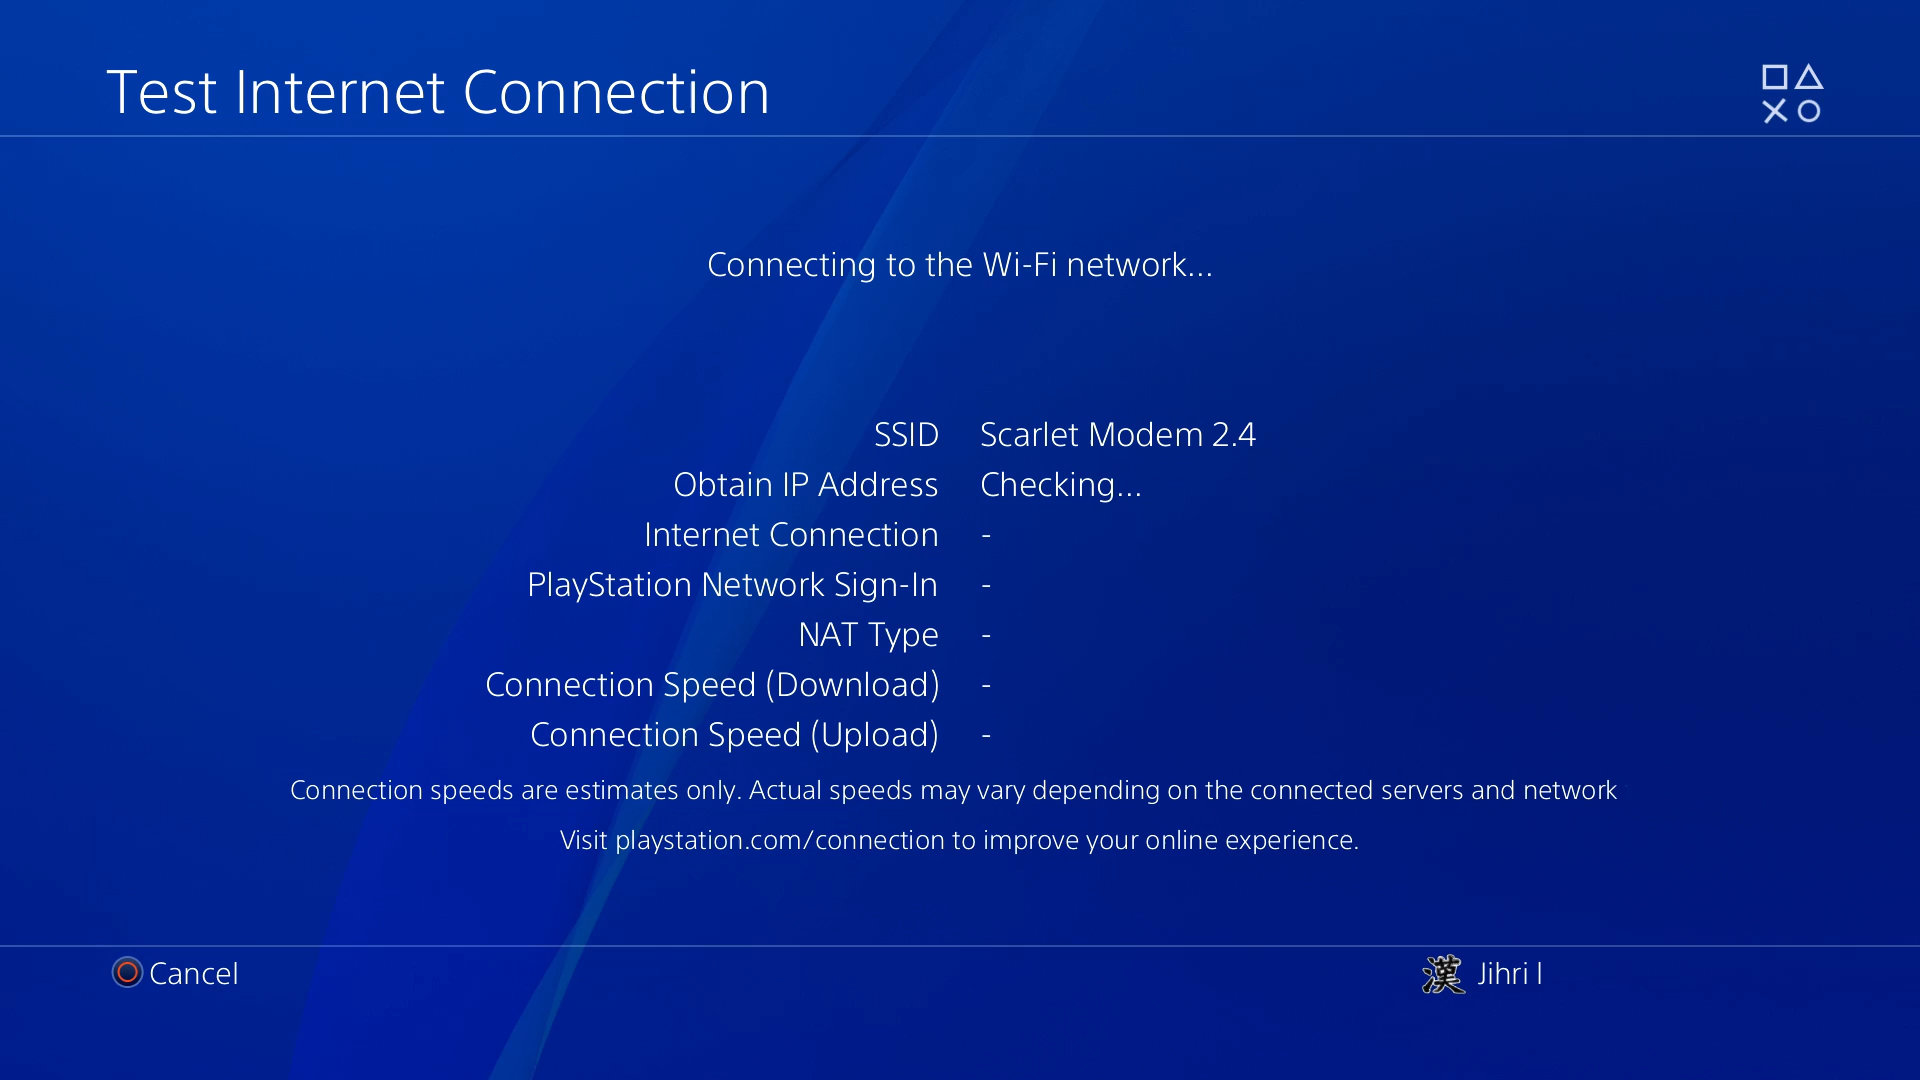 Test Internet Connection
Connecting to the Wi-Fi network...
SSID Scarlet Modem 2.4
Obtain IP Address Checking...
Internet Connection -
PlayStation Network Sign-In -
NAT Type -
Connection Speed (Download) -
Connection Speed (Upload) -
Connection speeds are estimates only. Actual speeds may vary depending on the connected servers and network
Visit playstation.com/connection to improve your online experience.
Cancel
漢 Jihri l